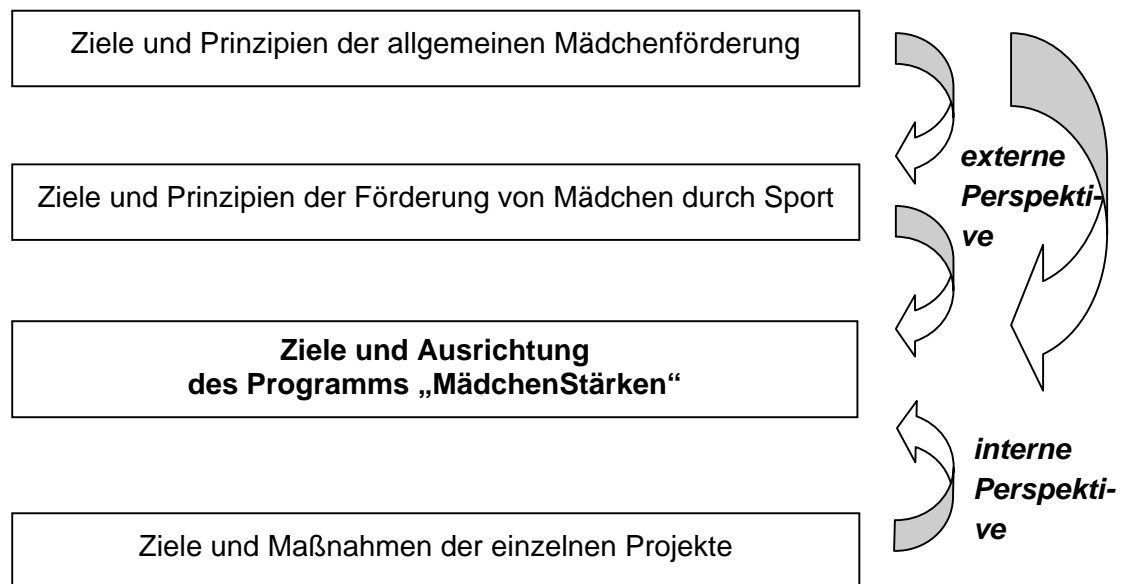 Ziele und Prinzipien der allgemeinen Mädchenförderung
externe
Perspekti-
ve
Ziele und Prinzipien der Förderung von Mädchen durch Sport
Ziele und Ausrichtung
des Programms „MädchenStärken“
interne
Perspekti-
ve
Ziele und Maßnahmen der einzelnen Projekte